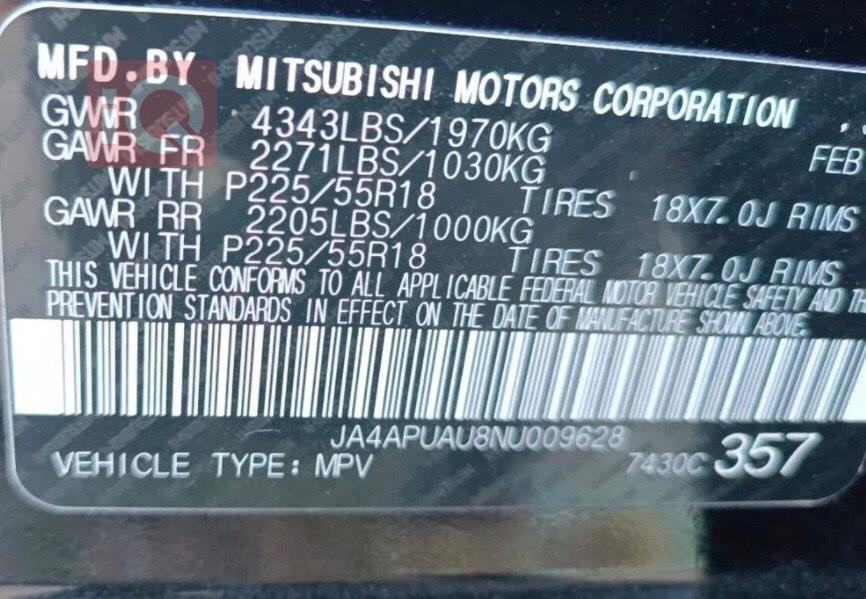 MFD.BY MITSUBISHI MOTORS CORPORATION
GVWR 4343LBS/1970KG FEB
GAWR FR 2271LBS/1030KG
WITH P225/55R18 TIRES 18X7.0J RIMS
GAWR RR 2205LBS/1000KG
WITH P225/55R18 TIRES 18X7.0J RIMS
THIS VEHICLE CONFORMS TO ALL APPLICABLE FEDERAL MOTOR VEHICLE SAFETY AND
PREVENTION STANDARDS IN EFFECT ON THE DATE OF MANUFACTURE SHOWN ABOVE.
JA4APUAU8NU009628
VEHICLE TYPE: MPV 7430C 357